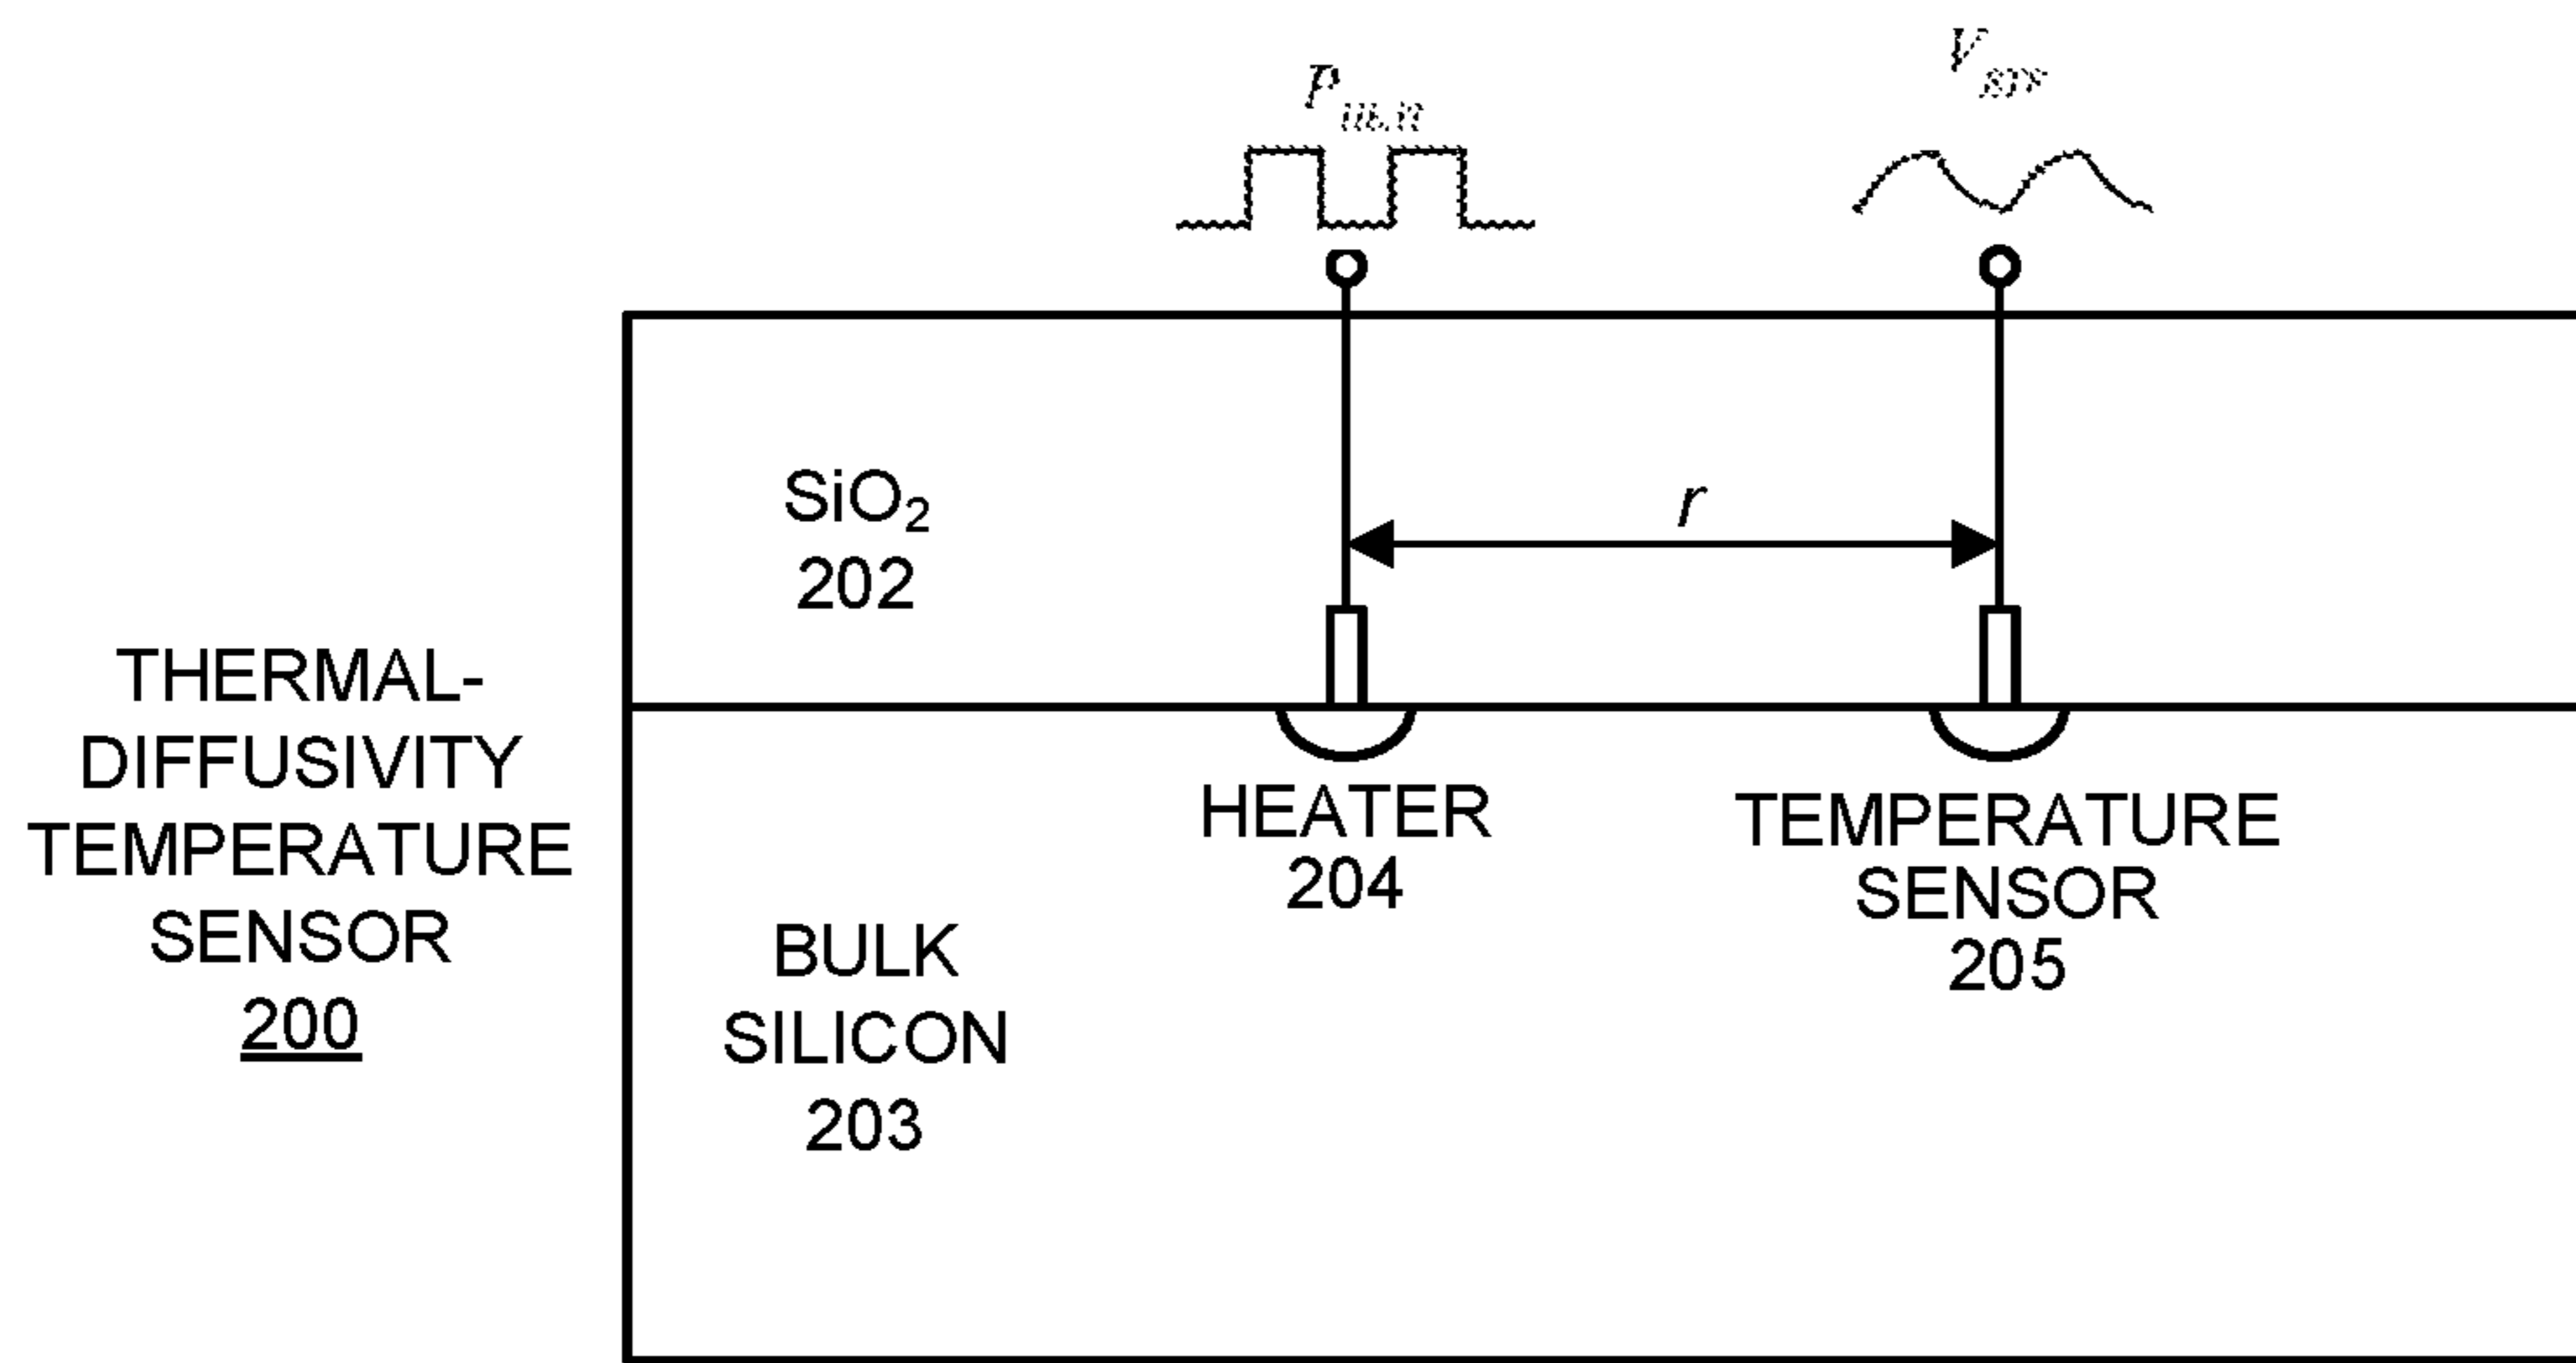 P
V
SiO₂
202
r
THERMAL-
DIFFUSIVITY
TEMPERATURE
SENSOR
200
HEATER
204
TEMPERATURE
SENSOR
205
BULK
SILICON
203